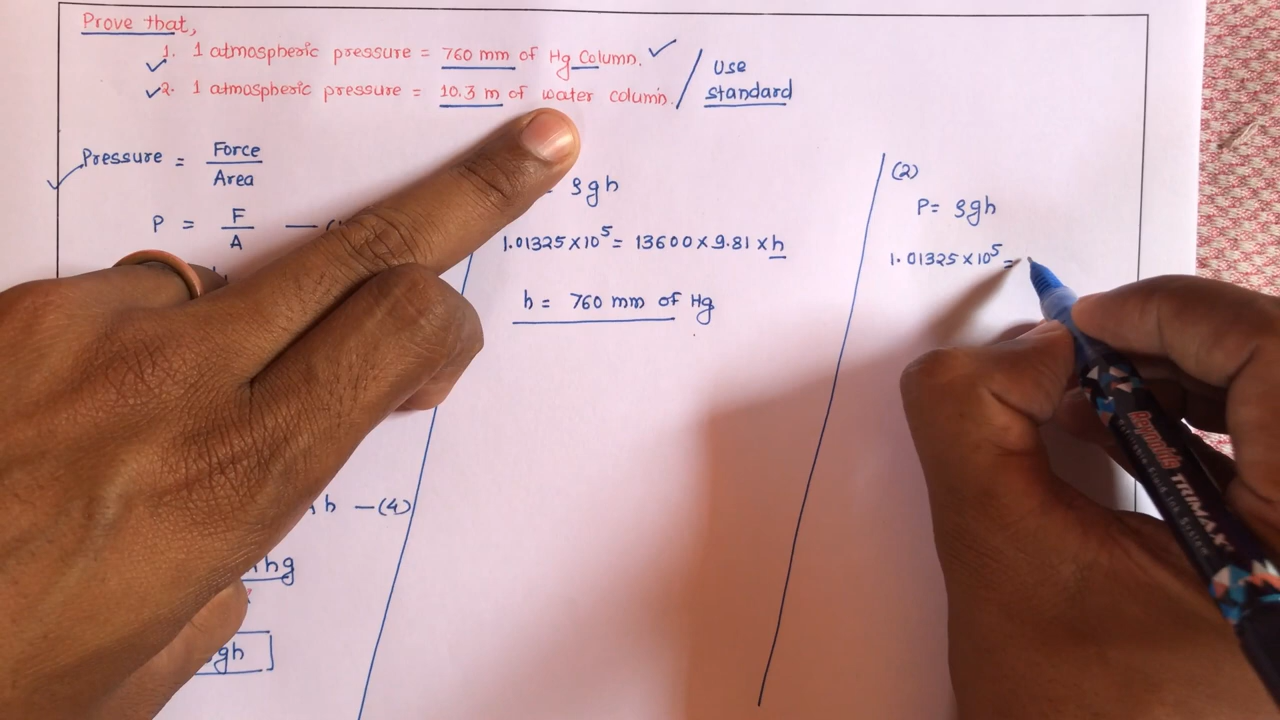 Prove that,
1. 1 atmospheric pressure = 760 mm of Hg Column.
2. 1 atmospheric pressure = 10.3 m of water column.
/ Use standard
Pressure = Force / Area
P = F / A — (
h — (4)
hg
gh
= ρgh
1.01325 × 10⁵ = 13600 × 9.81 × h
h = 760 mm of Hg
(2)
P = ρgh
1.01325 × 10⁵ =
Reynolds
TRIMAX